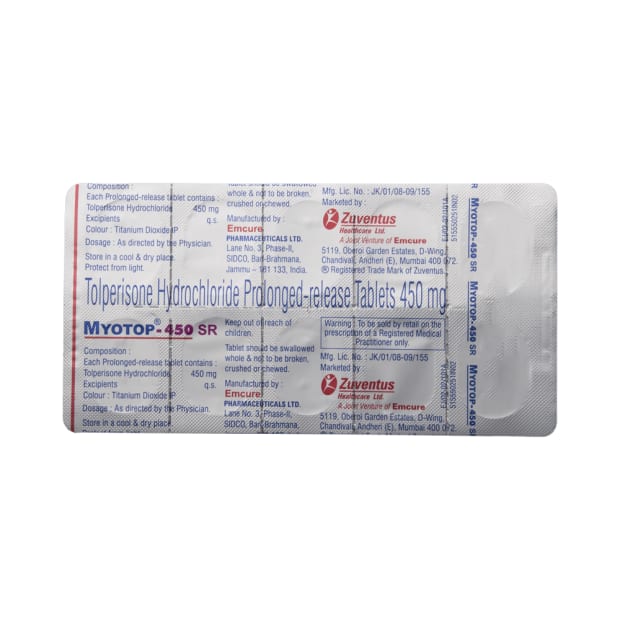 Composition :
Each Prolonged-release tablet contains :
Tolperisone Hydrochloride 450 mg
Excipients q.s.
Colour : Titanium Dioxide IP
Dosage : As directed by the Physician.
Store in a cool & dry place.
Protect from light.
Tablet should be swallowed
whole & not to be broken,
crushed or chewed.
Manufactured by :
Emcure
PHARMACEUTICALS LTD.
Lane No. 3, Phase-II,
SIDCO, Bari-Brahmana,
Jammu – 181 133, India.
Mfg. Lic. No. : JK/01/08-09/155
Marketed by :
Zuventus
Healthcare Ltd.
A Joint Venture of Emcure
5119, Oberoi Garden Estates, D-Wing,
Chandivali, Andheri (E), Mumbai 400 072.
® Registered Trade Mark of Zuventus
Tolperisone Hydrochloride Prolonged-release Tablets 450 mg
MYOTOP®-450 SR
Composition :
Each Prolonged-release tablet contains :
Tolperisone Hydrochloride 450 mg
Excipients q.s.
Colour : Titanium Dioxide IP
Dosage : As directed by the Physician.
Store in a cool & dry place.
Protect from light.
Keep out of reach of
children.
Tablet should be swallowed
whole & not to be broken,
crushed or chewed.
Manufactured by :
Emcure
PHARMACEUTICALS LTD.
Lane No. 3, Phase-II,
SIDCO, Bari-Brahmana,
Warning : To be sold by retail on the
prescription of a Registered Medical
Practitioner only.
Mfg. Lic. No. : JK/01/08-09/155
Marketed by :
Zuventus
Healthcare Ltd.
A Joint Venture of Emcure
5119, Oberoi Garden Estates, D-Wing,
Chandivali, Andheri (E), Mumbai 400 072.
SR
MYOTOP-450 SR
MYOTOP-450 SR